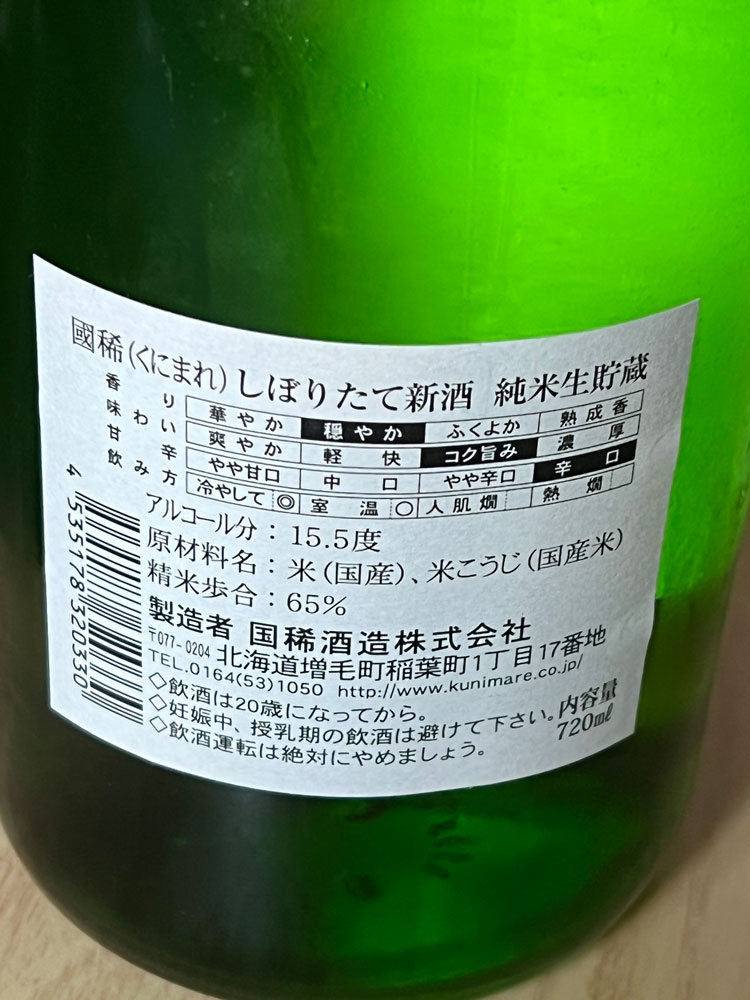 國稀(くにまれ)しぼりたて新酒 純米生貯蔵
香り 華やか 穏やか ふくよか 熟成香
味わい 爽やか 軽快 コク旨み 濃厚
甘辛 やや甘口 中口 やや辛口 辛口
飲み方 冷やして ◎ 室温 ○ 人肌燗 熱燗
アルコール分：15.5度
原材料名：米(国産)、米こうじ(国産米)
精米歩合：65%
製造者 国稀酒造株式会社
〒077-0204 北海道増毛町稲葉町1丁目17番地
TEL.0164(53)1050 http://www.kunimare.co.jp/
◇飲酒は20歳になってから。
◇妊娠中、授乳期の飲酒は避けて下さい。
◇飲酒運転は絶対にやめましょう。
内容量
720ml
4 535178 320330